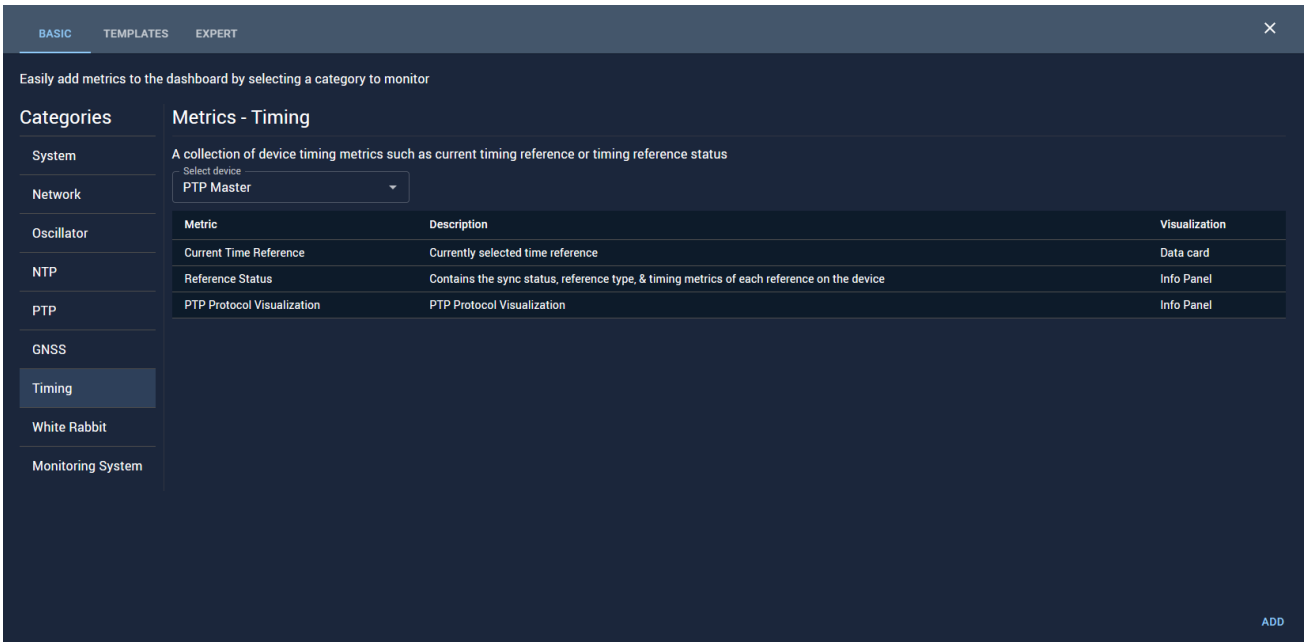 BASIC TEMPLATES EXPERT
Easily add metrics to the dashboard by selecting a category to monitor
Categories
System
Network
Oscillator
NTP
PTP
GNSS
Timing
White Rabbit
Monitoring System
Metrics - Timing
A collection of device timing metrics such as current timing reference or timing reference status
Select device
PTP Master
Metric Description Visualization
Current Time Reference Currently selected time reference Data card
Reference Status Contains the sync status, reference type, & timing metrics of each reference on the device Info Panel
PTP Protocol Visualization PTP Protocol Visualization Info Panel
ADD